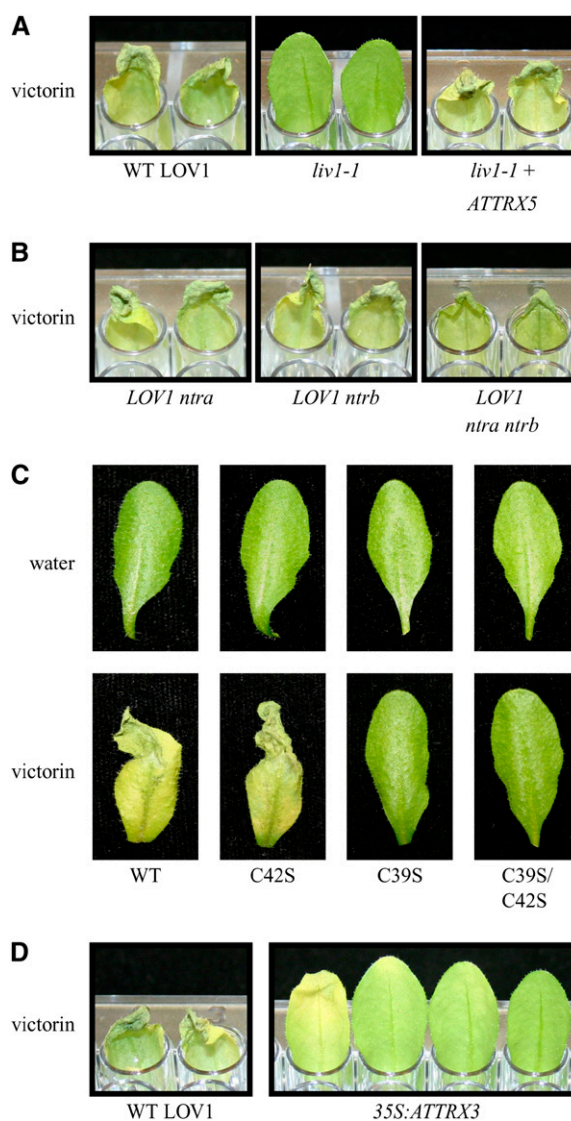 A
victorin
WT LOV1
liv1-1
liv1-1 +
ATTRX5
B
victorin
LOV1 ntra
LOV1 ntrb
LOV1
ntra ntrb
C
water
victorin
WT
C42S
C39S
C39S/
C42S
D
victorin
WT LOV1
35S:ATTRX3